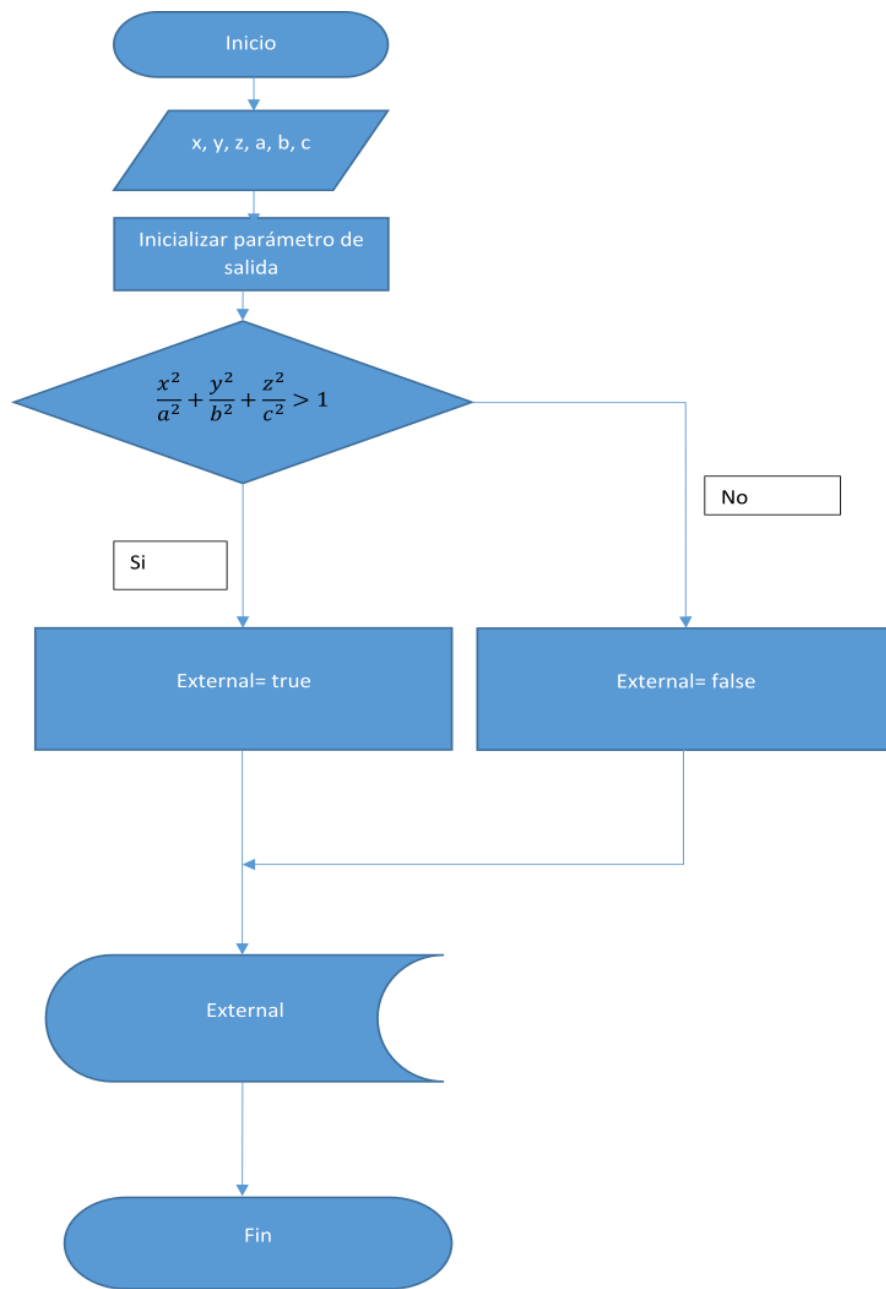 Inicio
x, y, z, a, b, c
Inicializar parámetro de
salida
x²/a² + y²/b² + z²/c² > 1
No
Si
External= true
External= false
External
Fin